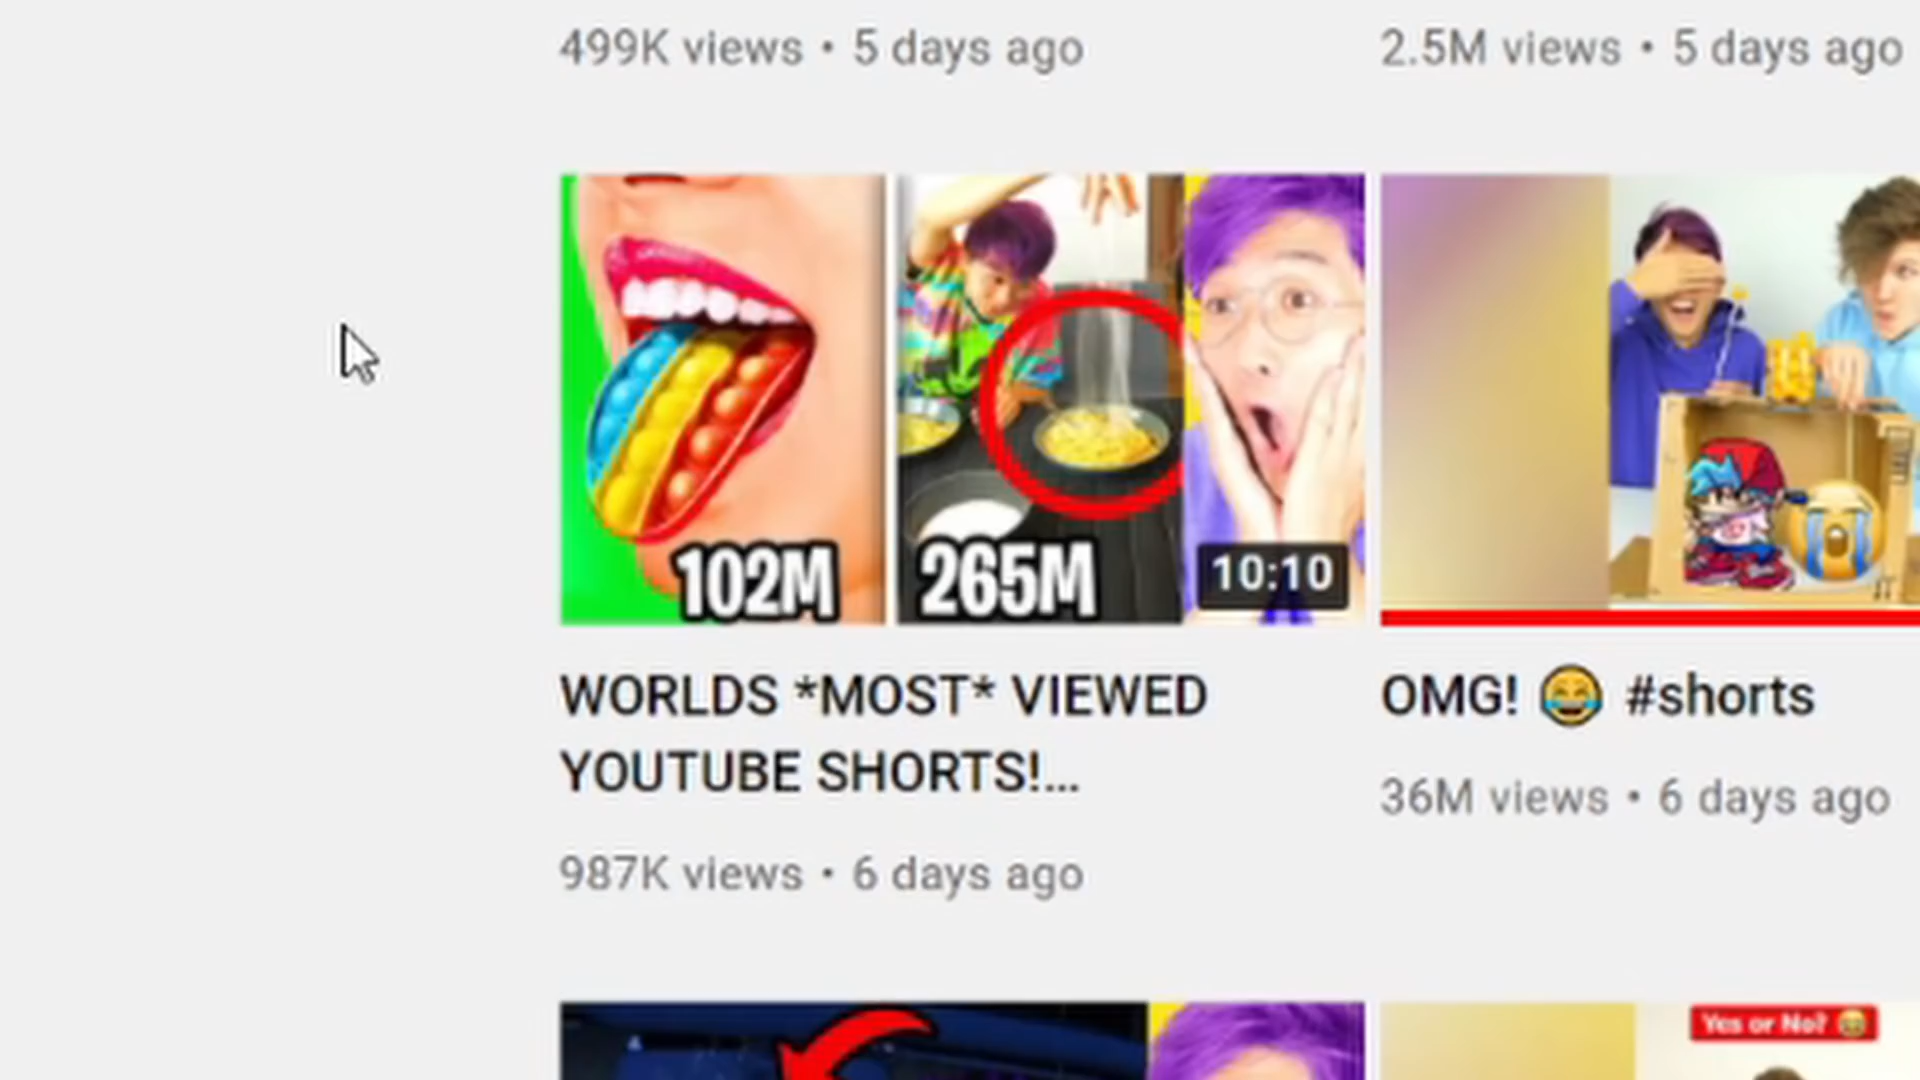 499K views • 5 days ago
2.5M views • 5 days ago
102M
265M
10:10
WORLDS *MOST* VIEWED
YOUTUBE SHORTS!...
987K views • 6 days ago
OMG! 😂 #shorts
36M views • 6 days ago
Yes or No?